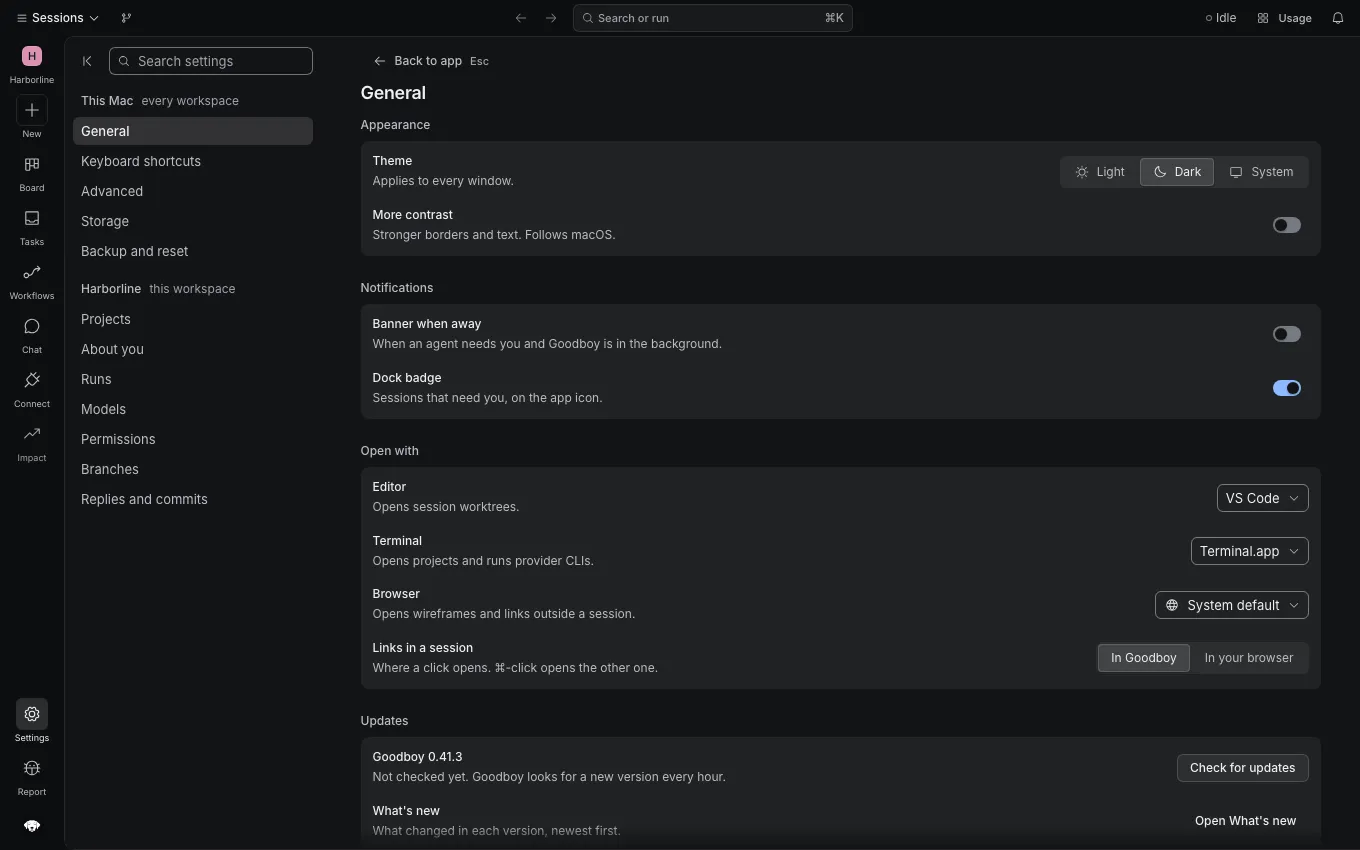 Sessions
Search or run
⌘K
Idle
Usage
H
Harborline
New
Board
Tasks
Workflows
Chat
Connect
Impact
Settings
Report
Search settings
This Mac every workspace
General
Keyboard shortcuts
Advanced
Storage
Backup and reset
Harborline this workspace
Projects
About you
Runs
Models
Permissions
Branches
Replies and commits
Back to app Esc
General
Appearance
Theme
Applies to every window.
Light
Dark
System
More contrast
Stronger borders and text. Follows macOS.
Notifications
Banner when away
When an agent needs you and Goodboy is in the background.
Dock badge
Sessions that need you, on the app icon.
Open with
Editor
Opens session worktrees.
VS Code
Terminal
Opens projects and runs provider CLIs.
Terminal.app
Browser
Opens wireframes and links outside a session.
System default
Links in a session
Where a click opens. ⌘-click opens the other one.
In Goodboy
In your browser
Updates
Goodboy 0.41.3
Not checked yet. Goodboy looks for a new version every hour.
Check for updates
What's new
What changed in each version, newest first.
Open What's new